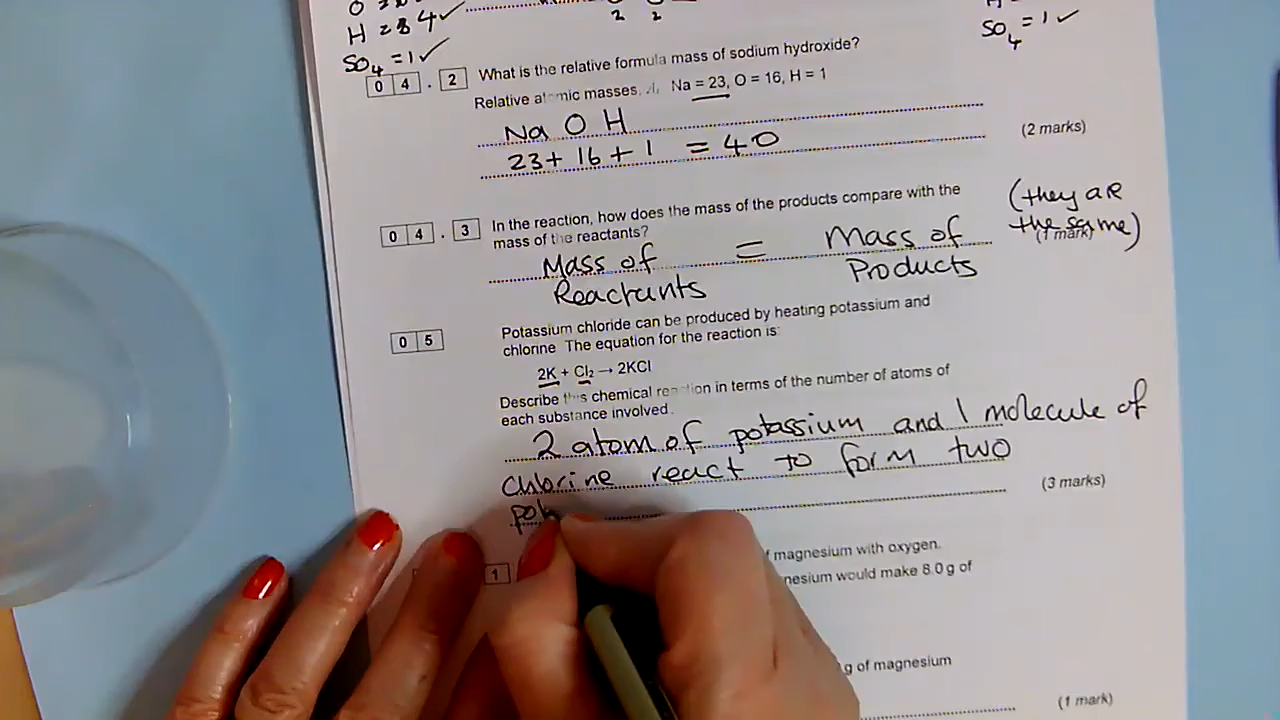 H = 8 4 ✓
SO4 = 1 ✓
SO4 = 1 ✓
0 4 . 2 What is the relative formula mass of sodium hydroxide?
Relative atomic masses, Na = 23, O = 16, H = 1
Na O H
23 + 16 + 1 = 40
(2 marks)
0 4 . 3 In the reaction, how does the mass of the products compare with the
mass of the reactants?
(1 mark)
Mass of = Mass of
Reactants Products
(they are
the same)
0 5 Potassium chloride can be produced by heating potassium and
chlorine The equation for the reaction is:
2K + Cl2 → 2KCl
Describe this chemical reaction in terms of the number of atoms of
each substance involved.
2 atom of potassium and 1 molecule of
chlorine react to form two
(3 marks)
1
magnesium with oxygen.
nesium would make 8.0 g of
g of magnesium
(1 mark)